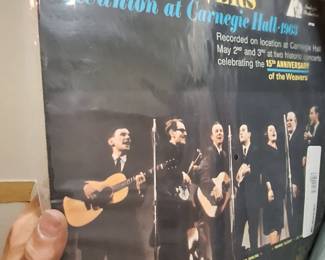 Reunion at Carnegie Hall · 1963
Recorded on location at Carnegie Hall
May 2nd and 3rd at two historic concerts
celebrating the 15TH ANNIVERSARY
of the Weavers